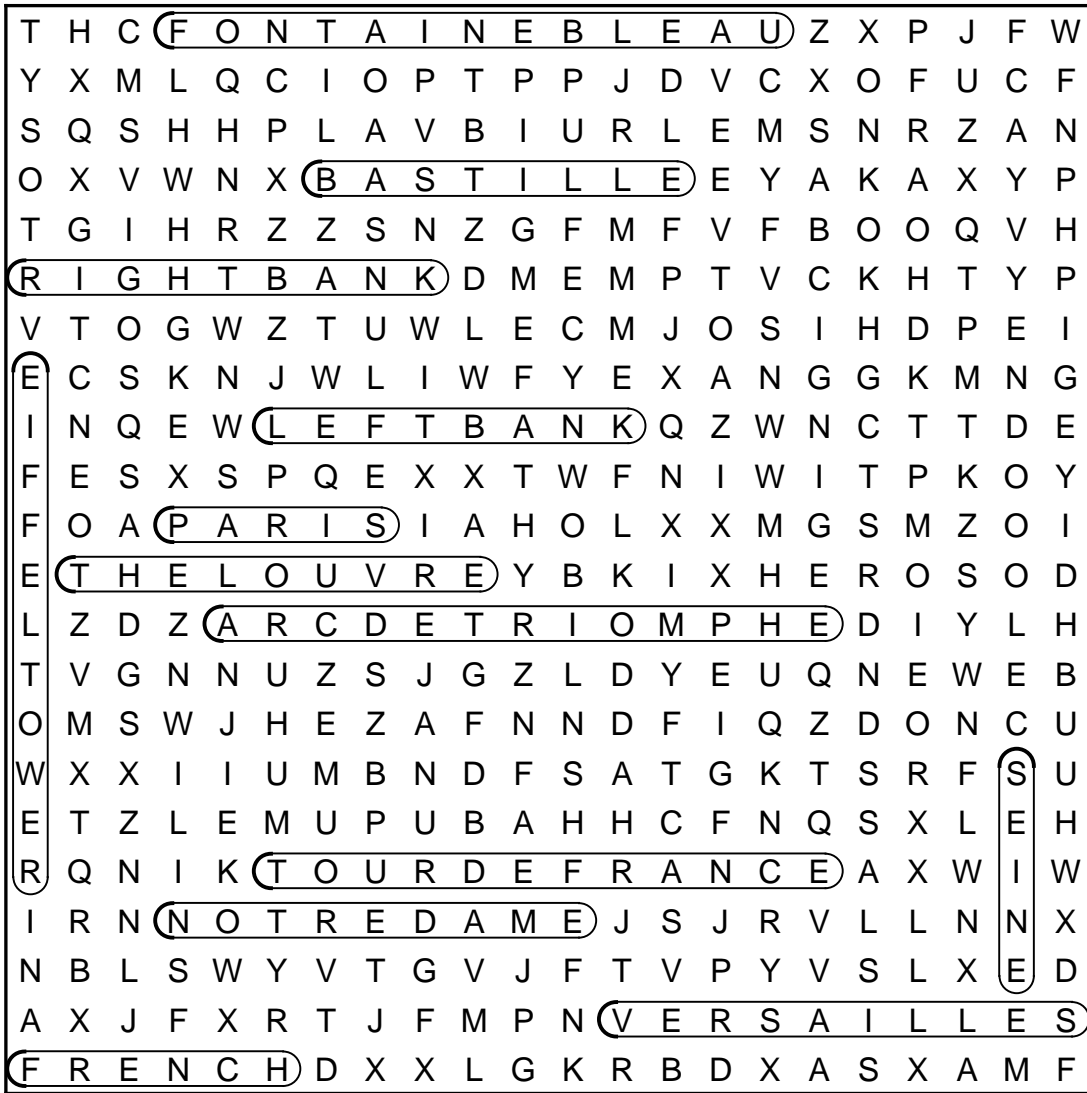 T H C F O N T A I N E B L E A U Z X P J F W
Y X M L Q C I O P T P P J D V C X O F U C F
S Q S H H P L A V B I U R L E M S N R Z A N
O X V W N X B A S T I L L E E Y A K A X Y P
T G I H R Z Z S N Z G F M F V F B O O Q V H
R I G H T B A N K D M E M P T V C K H T Y P
V T O G W Z T U W L E C M J O S I H D P E I
E C S K N J W L I W F Y E X A N G G K M N G
I N Q E W L E F T B A N K Q Z W N C T T D E
F E S X S P Q E X X T W F N I W I T P K O Y
F O A P A R I S I A H O L X X M G S M Z O I
E T H E L O U V R E Y B K I X H E R O S O D
L Z D Z A R C D E T R I O M P H E D I Y L H
T V G N N U Z S J G Z L D Y E U Q N E W E B
O M S W J H E Z A F N N D F I Q Z D O N C U
W X X I I U M B N D F S A T G K T S R F S U
E T Z L E M U P U B A H H C F N Q S X L E H
R Q N I K T O U R D E F R A N C E A X W I W
I R N N O T R E D A M E J S J R V L L N N X
N B L S W Y V T G V J F T V P Y V S L X E D
A X J F X R T J F M P N V E R S A I L L E S
F R E N C H D X X L G K R B D X A S X A M F